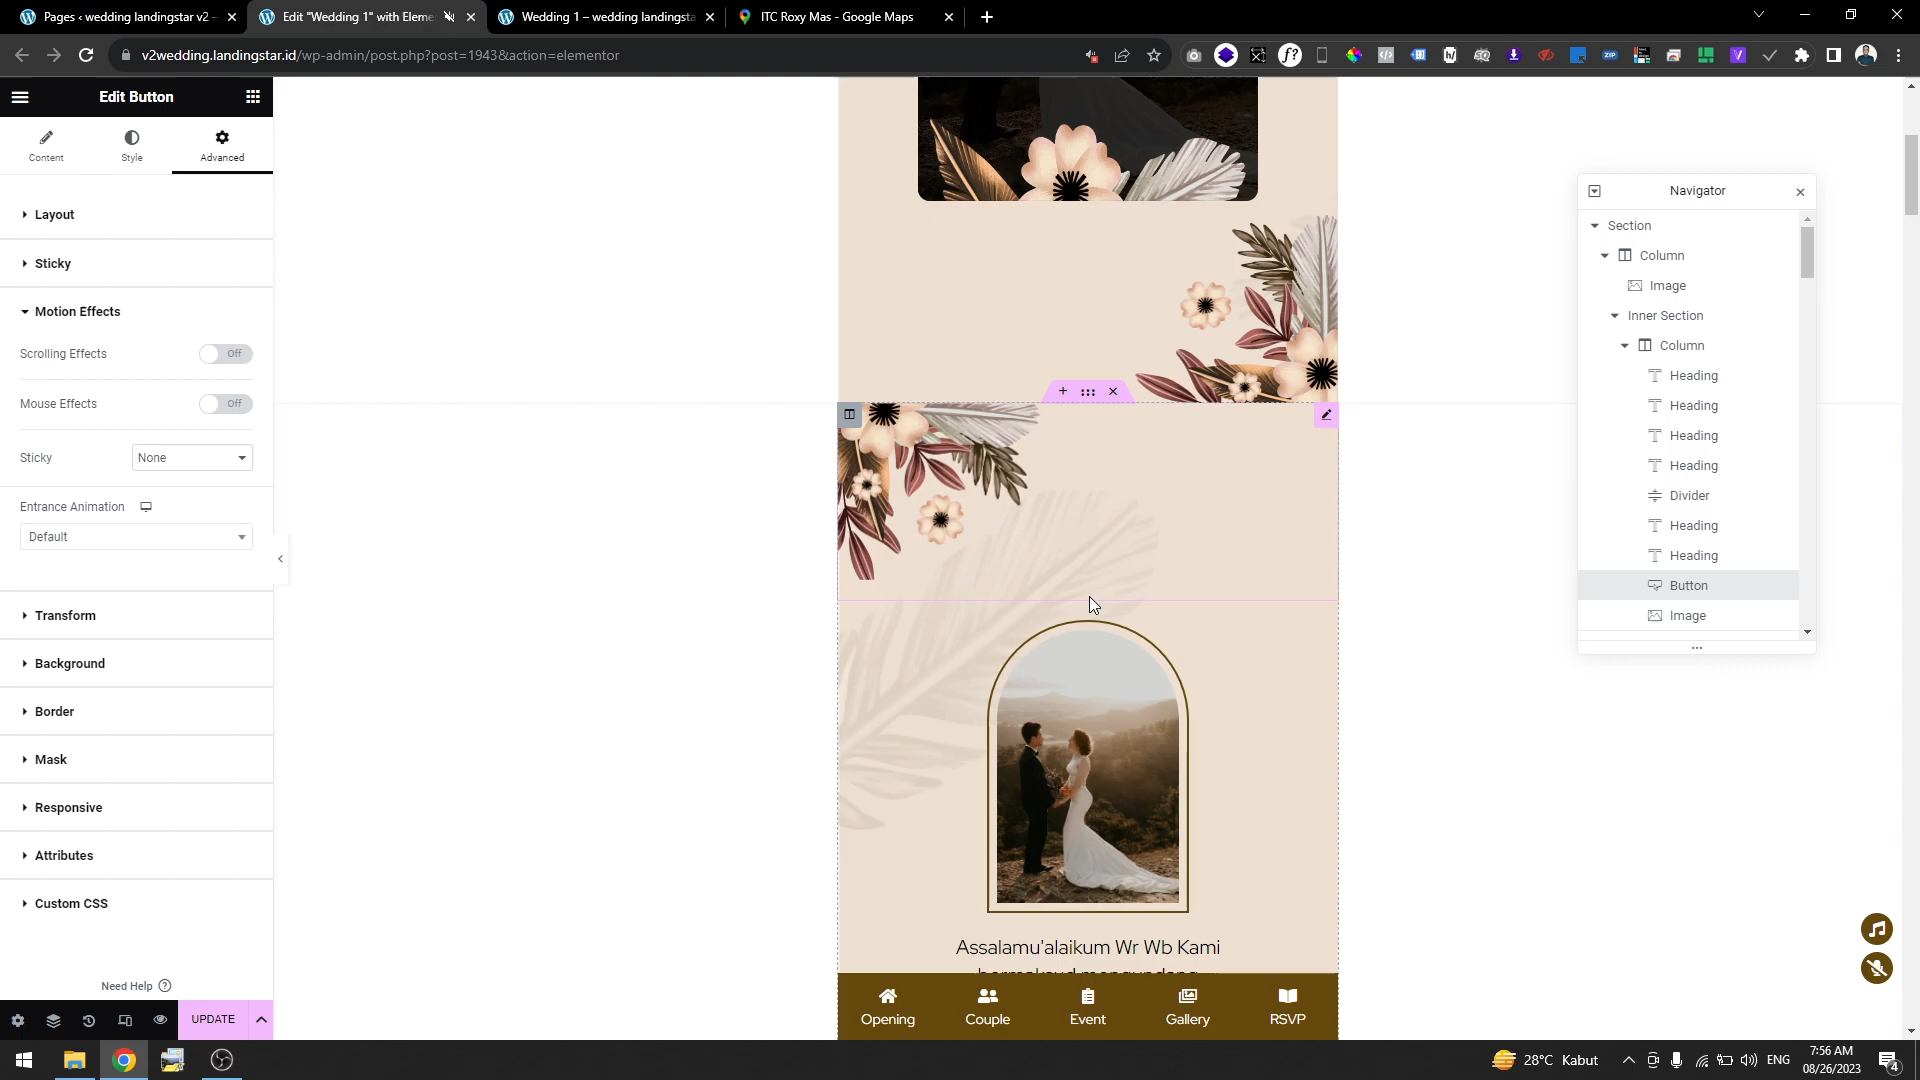 Pages ‹ wedding landingstar v2 –
Edit "Wedding 1" with Eleme
Wedding 1 – wedding landingsta
ITC Roxy Mas - Google Maps
v2wedding.landingstar.id/wp-admin/post.php?post=1943&action=elementor
Edit Button
Content
Style
Advanced
Layout
Sticky
Motion Effects
Scrolling Effects
Off
Mouse Effects
Off
Sticky
None
Entrance Animation
Default
Transform
Background
Border
Mask
Responsive
Attributes
Custom CSS
Need Help
UPDATE
Assalamu'alaikum Wr Wb Kami
Opening
Couple
Event
Gallery
RSVP
Navigator
Section
Column
Image
Inner Section
Column
Heading
Heading
Heading
Heading
Divider
Heading
Heading
Button
Image
28°C Kabut
ENG
7:56 AM
08/26/2023
4